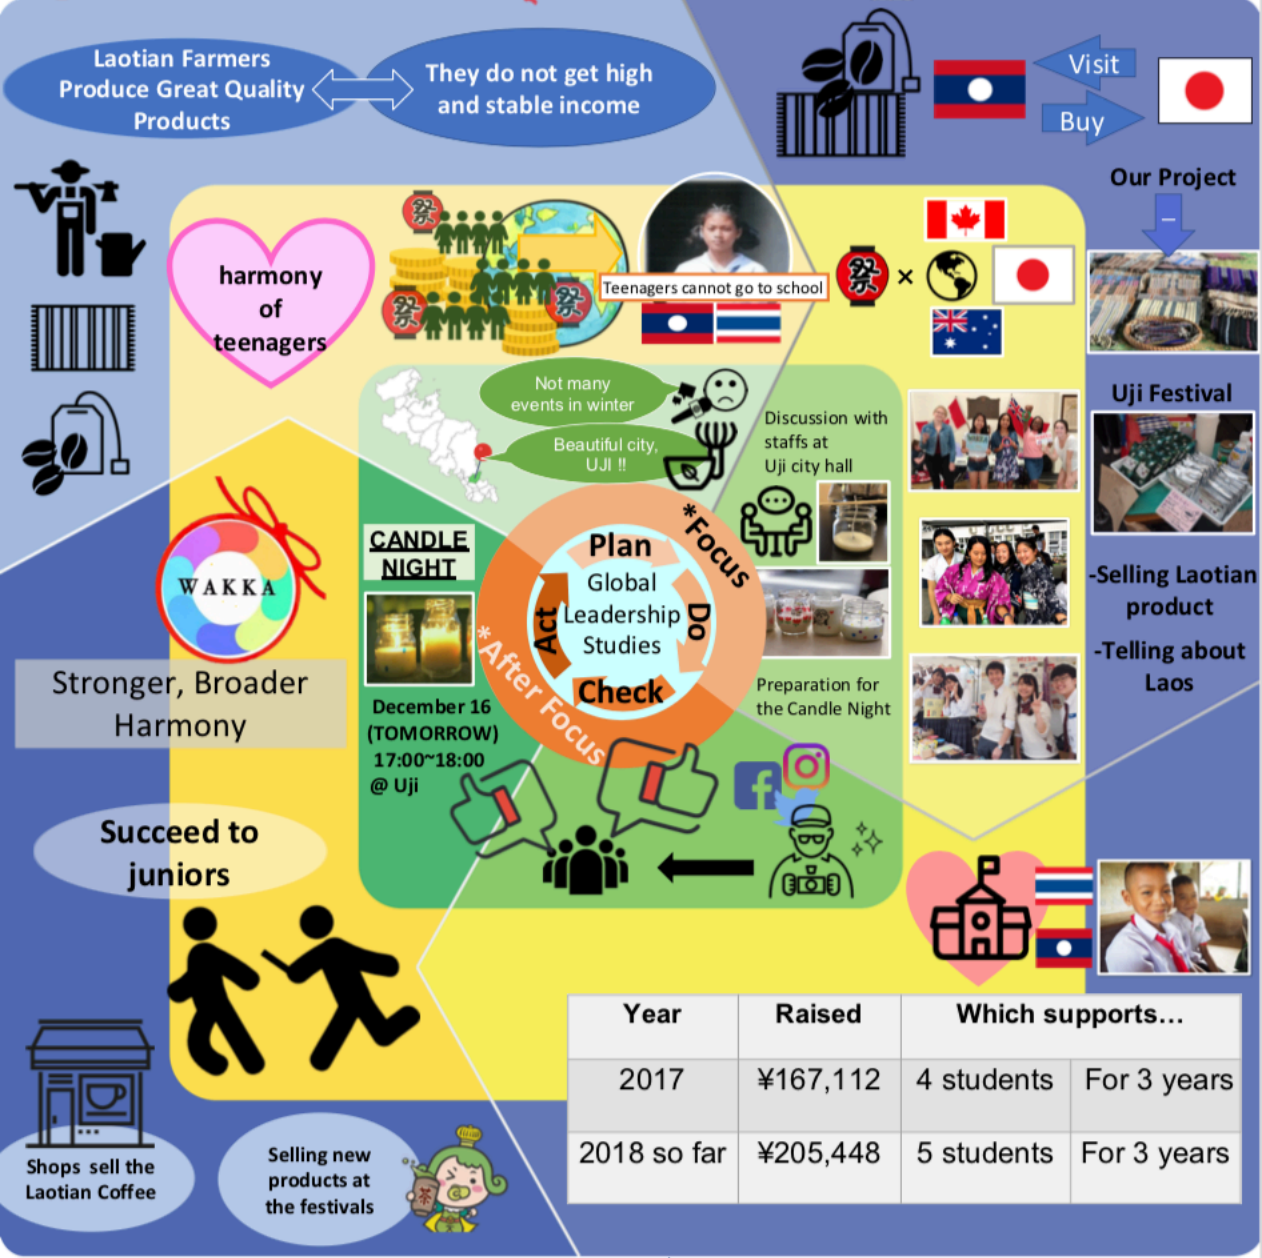 Laotian Farmers
Produce Great Quality
Products
They do not get high
and stable income
Visit
Buy
Our Project
harmony
of
teenagers
祭
祭
祭
Teenagers cannot go to school
祭
×
Not many
events in winter
Beautiful city,
UJI !!
Discussion with
staffs at
Uji city hall
Uji Festival
-Selling Laotian
product
-Telling about
Laos
CANDLE
NIGHT
*Focus
Plan
Do
Check
Act
Global
Leadership
Studies
*After Focus
WAKKA
Stronger, Broader
Harmony
December 16
(TOMORROW)
17:00~18:00
@ Uji
Preparation for
the Candle Night
Succeed to
juniors
Year Raised Which supports...
2017 ¥167,112 4 students For 3 years
2018 so far ¥205,448 5 students For 3 years
Shops sell the
Laotian Coffee
Selling new
products at
the festivals
茶